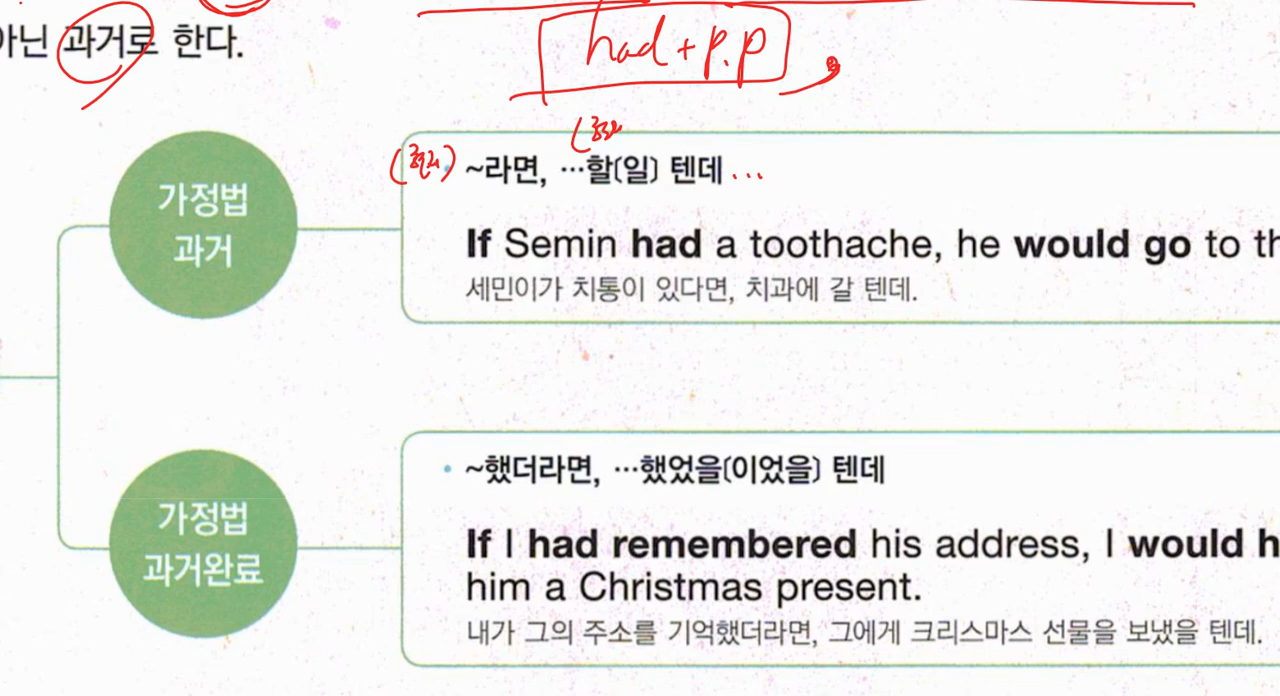 아닌 과거로 한다.
had + p.p
가정법
과거
(현재)
~라면, …할(일) 텐데...
If Semin had a toothache, he would go to th
세민이가 치통이 있다면, 치과에 갈 텐데.
가정법
과거완료
• ~했더라면, …했었을(이었을) 텐데
If I had remembered his address, I would h
him a Christmas present.
내가 그의 주소를 기억했더라면, 그에게 크리스마스 선물을 보냈을 텐데.